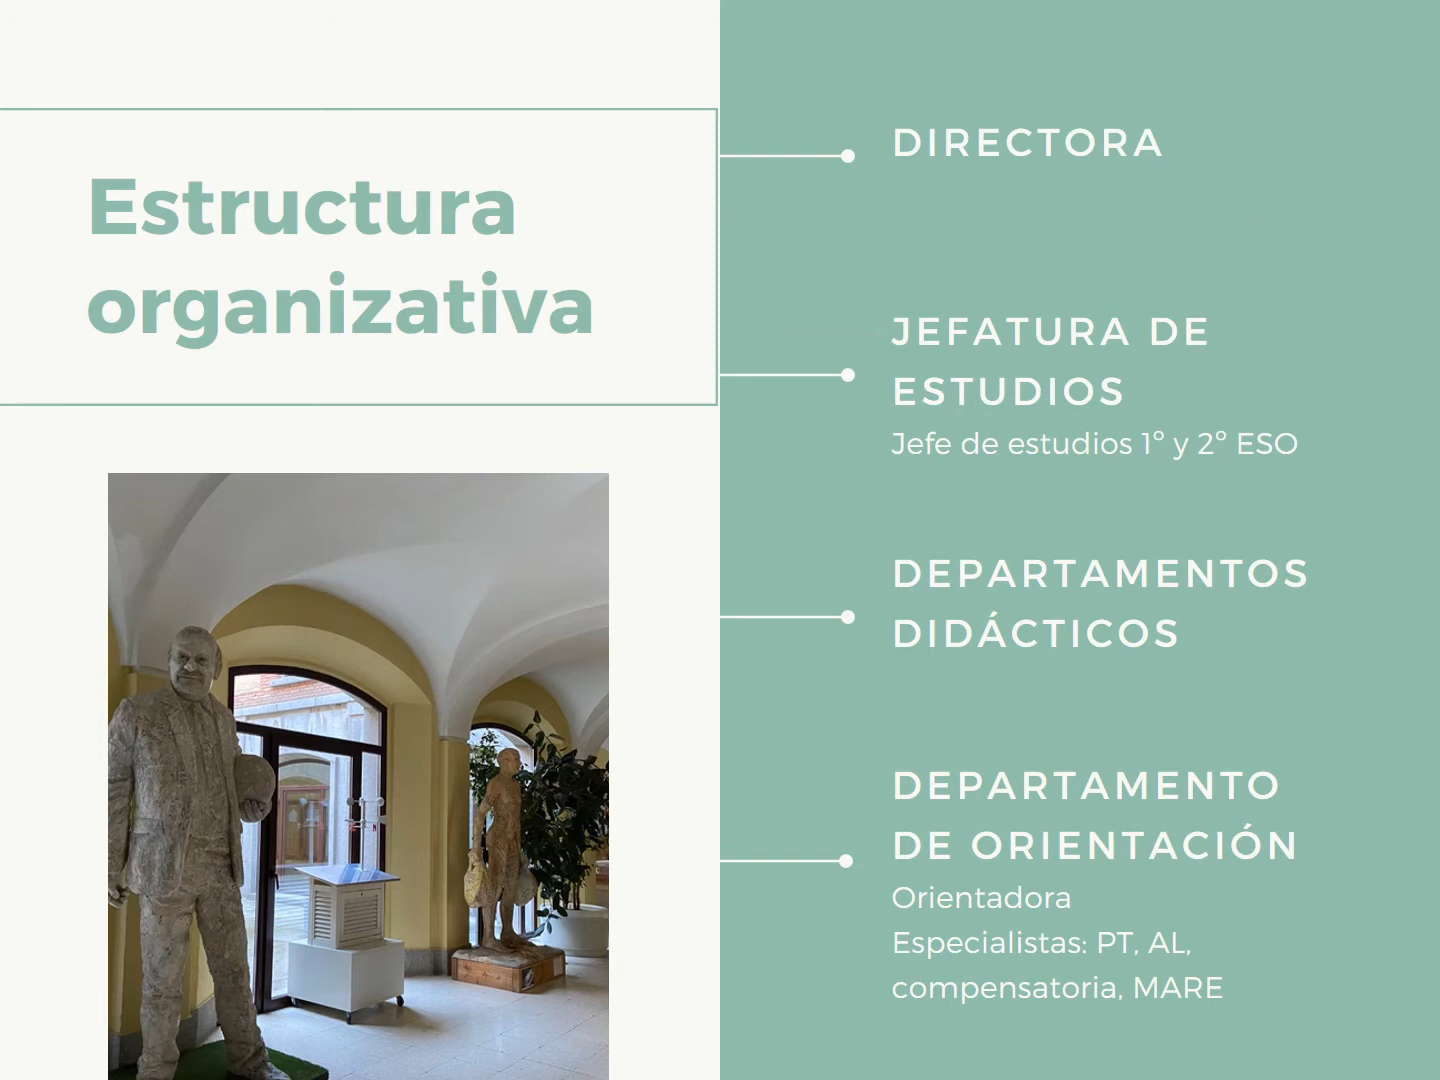 Estructura
organizativa
DIRECTORA
JEFATURA DE
ESTUDIOS
Jefe de estudios 1º y 2º ESO
DEPARTAMENTOS
DIDÁCTICOS
DEPARTAMENTO
DE ORIENTACIÓN
Orientadora
Especialistas: PT, AL,
compensatoria, MARE